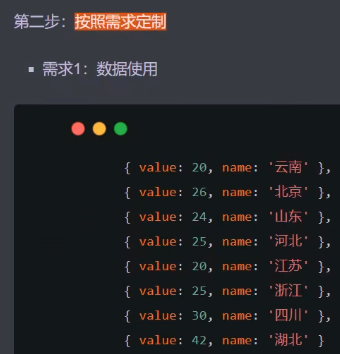 第二步：按照需求定制
需求1：数据使用
{ value: 20, name: '云南' },
{ value: 26, name: '北京' },
{ value: 24, name: '山东' },
{ value: 25, name: '河北' },
{ value: 20, name: '江苏' },
{ value: 25, name: '浙江' },
{ value: 30, name: '四川' },
{ value: 42, name: '湖北' }